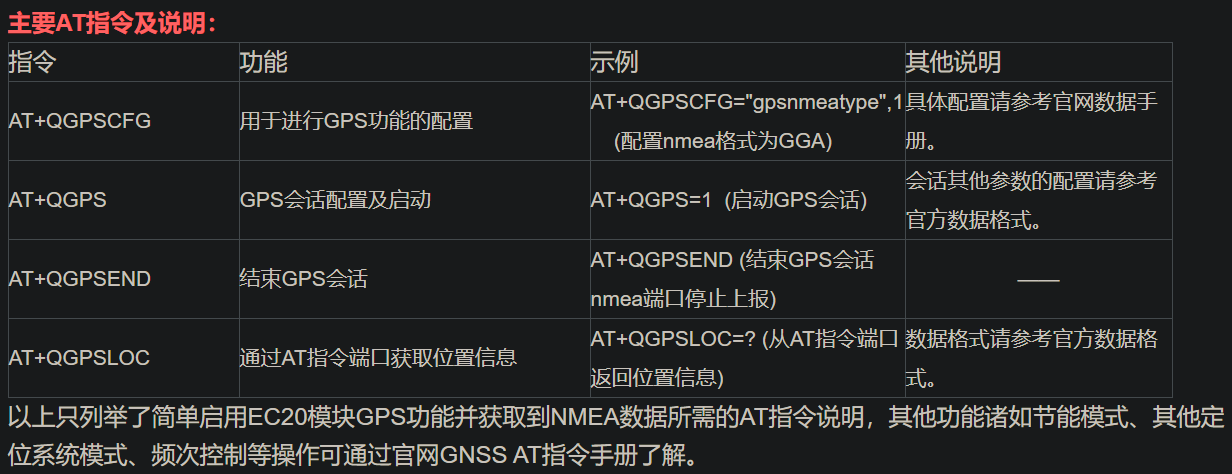 主要AT指令及说明：
指令 功能 示例 其他说明
AT+QGPSCFG 用于进行GPS功能的配置 AT+QGPSCFG="gpsnmeatype",1 (配置nmea格式为GGA) 具体配置请参考官网数据手册。
AT+QGPS GPS会话配置及启动 AT+QGPS=1 (启动GPS会话) 会话其他参数的配置请参考官方数据格式。
AT+QGPSEND 结束GPS会话 AT+QGPSEND (结束GPS会话nmea端口停止上报) ——
AT+QGPSLOC 通过AT指令端口获取位置信息 AT+QGPSLOC=? (从AT指令端口返回位置信息) 数据格式请参考官方数据格式。
以上只列举了简单启用EC20模块GPS功能并获取到NMEA数据所需的AT指令说明，其他功能诸如节能模式、其他定
位系统模式、频次控制等操作可通过官网GNSS AT指令手册了解。